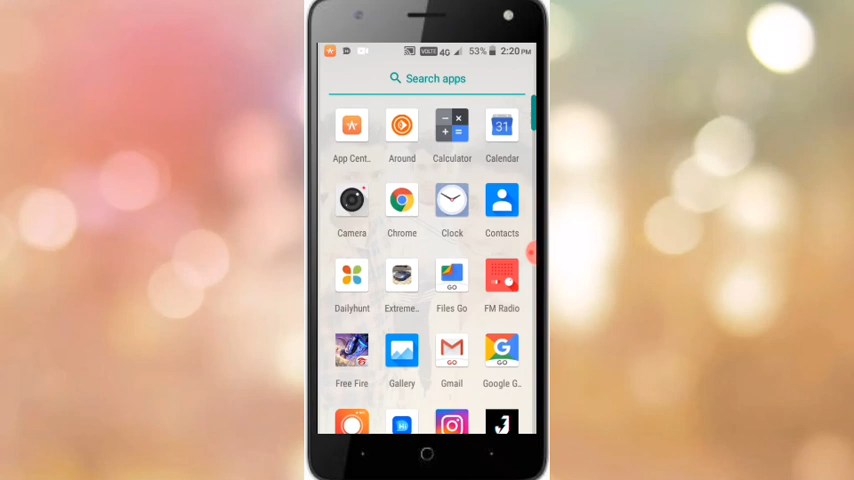 VOLTE 4G 53% 2:20 PM
Search apps
App Cent.. Around Calculator Calendar
31
Camera Chrome Clock Contacts
GO
Dailyhunt Extreme.. Files Go FM Radio
GO GO
Free Fire Gallery Gmail Google G..
Hi